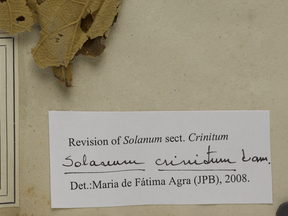 Revision of Solanum sect. Crinitum
Solanum crinitum Lam.
Det.:Maria de Fátima Agra (JPB), 2008.